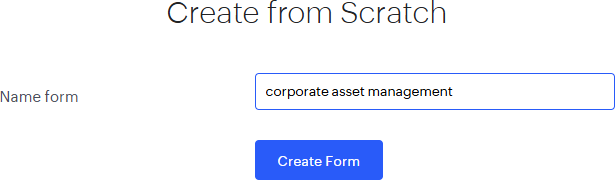 Create from Scratch
Name form
corporate asset management
Create Form